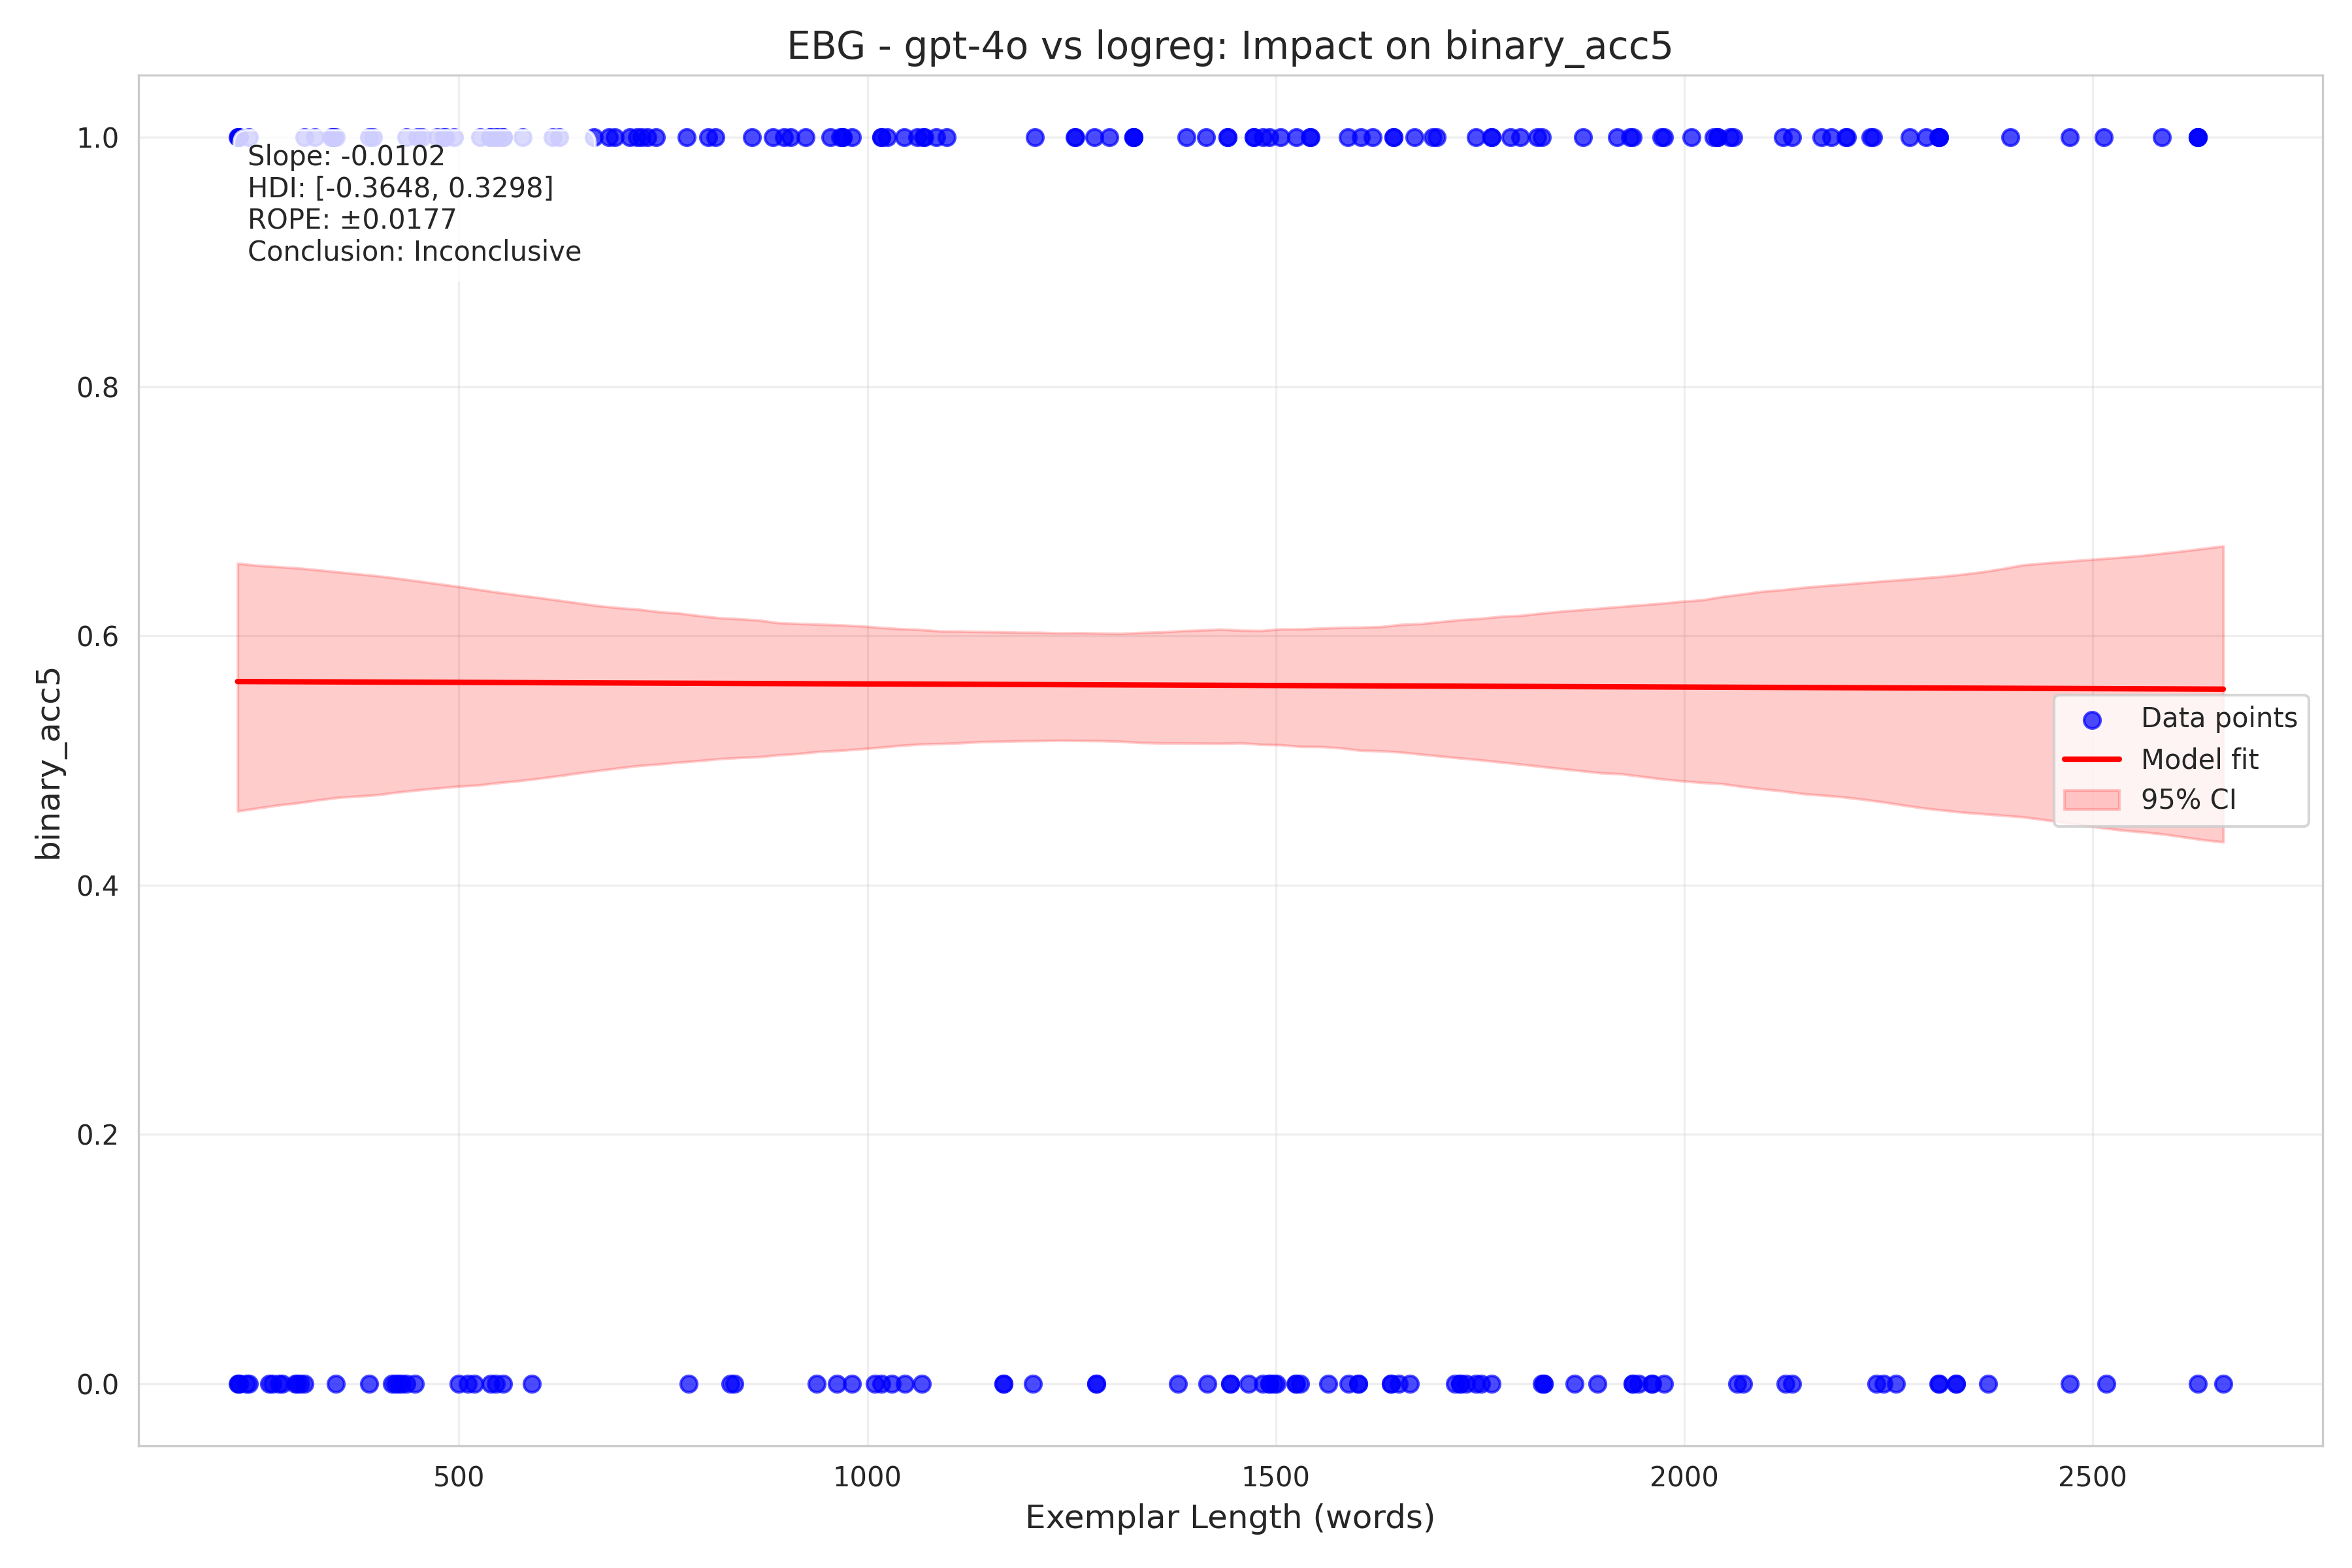 EBG - gpt-4o vs logreg: Impact on binary_acc5
1.0
Slope: -0.0102
HDI: [-0.3648, 0.3298]
ROPE: ±0.0177
Conclusion: Inconclusive
0.8
0.6
0.4
0.2
0.0
binary_acc5
Data points
Model fit
95% CI
500 1000 1500 2000 2500
Exemplar Length (words)